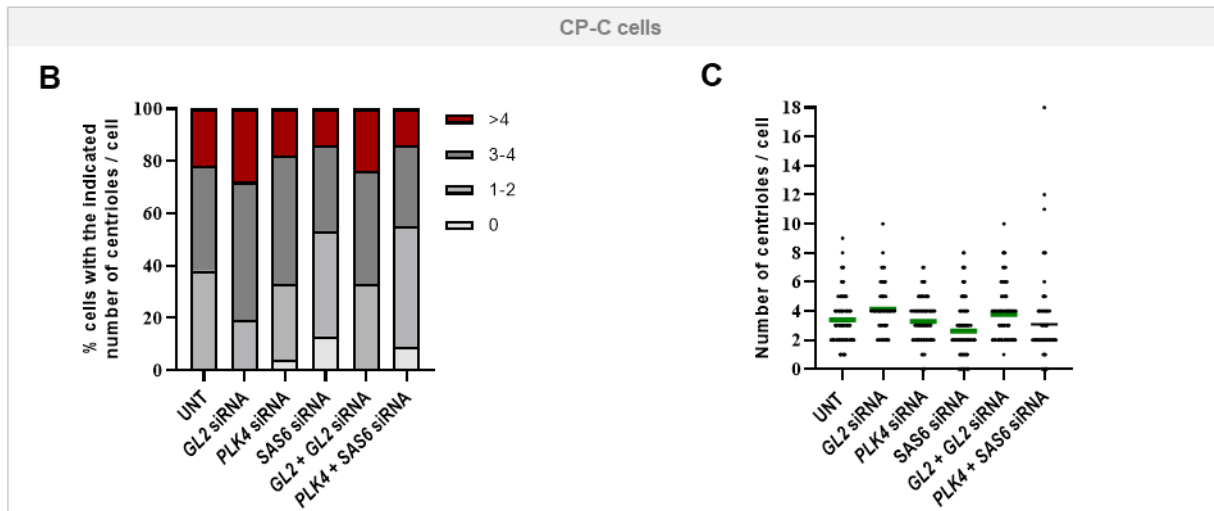 CP-C cells
B
% cells with the indicated
number of centrioles / cell
100
80
60
40
20
0
UNT
GL2 siRNA
PLK4 siRNA
SAS6 siRNA
GL2 + GL2 siRNA
PLK4 + SAS6 siRNA
>4
3-4
1-2
0
C
Number of centrioles / cell
18
16
14
12
10
8
6
4
2
0
UNT
GL2 siRNA
PLK4 siRNA
SAS6 siRNA
GL2 + GL2 siRNA
PLK4 + SAS6 siRNA